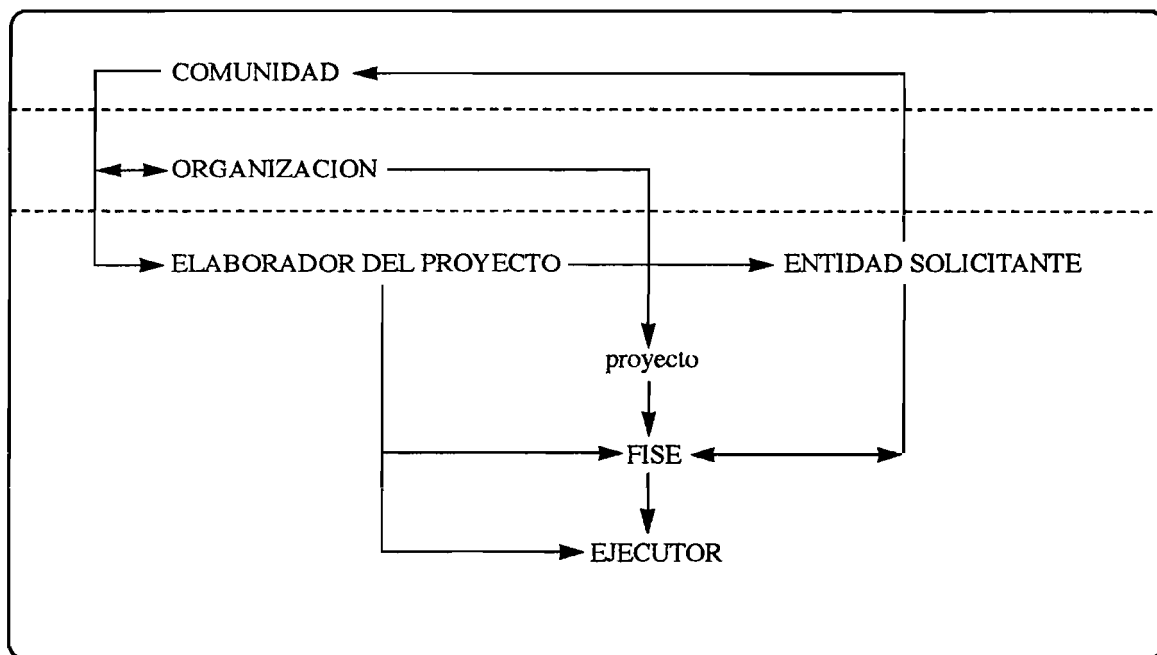 COMUNIDAD
ORGANIZACION
ELABORADOR DEL PROYECTO
ENTIDAD SOLICITANTE
proyecto
FISE
EJECUTOR